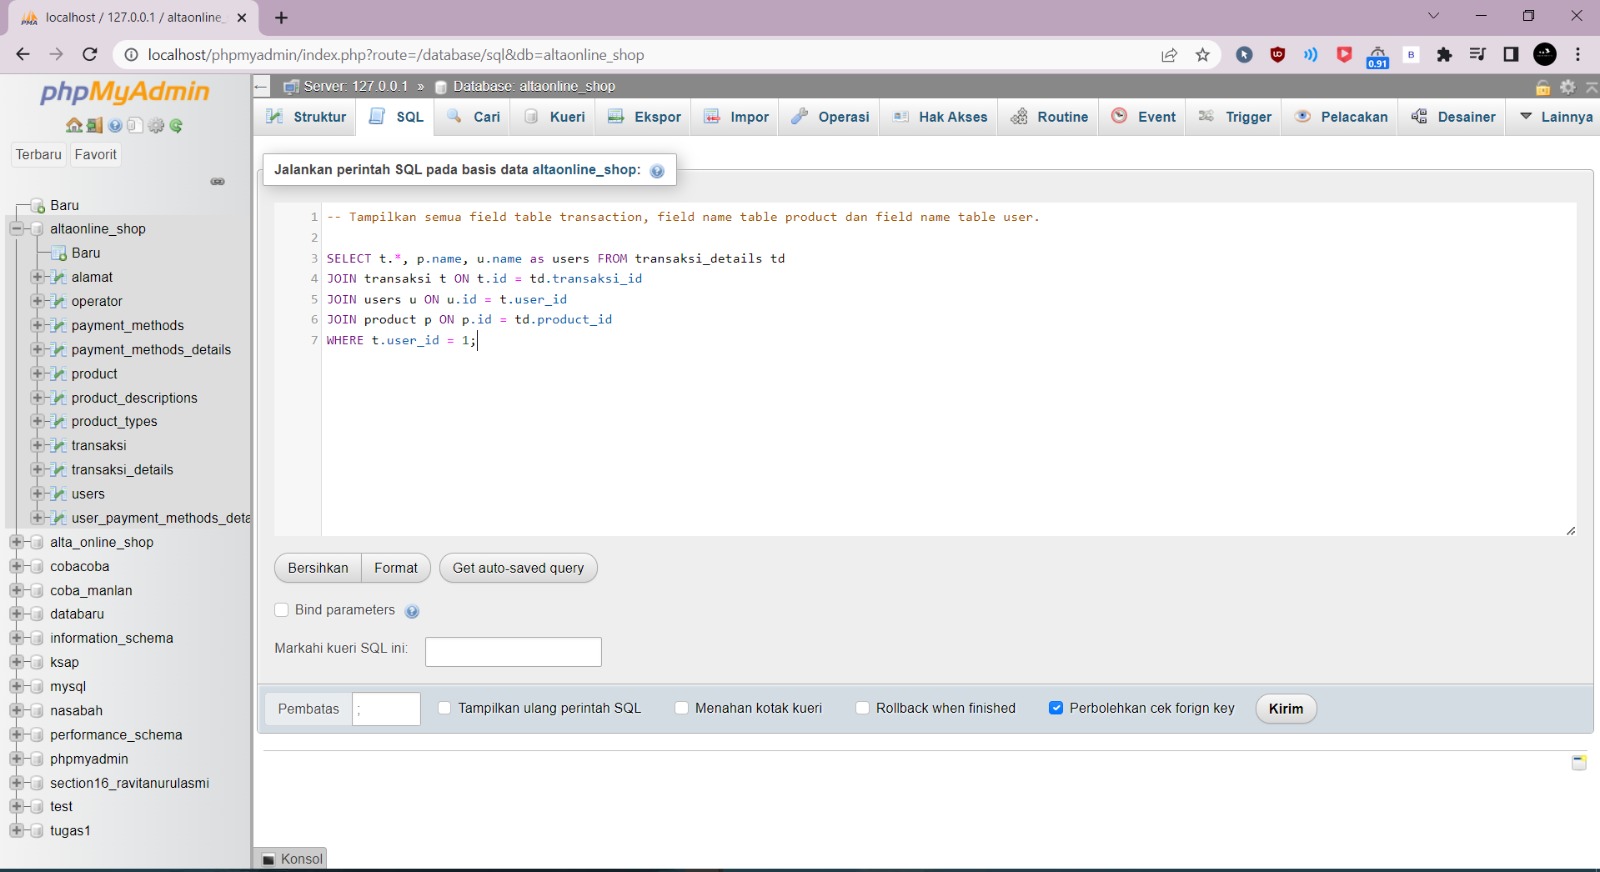 localhost / 127.0.0.1 / altaonline_
localhost/phpmyadmin/index.php?route=/database/sql&db=altaonline_shop
0.91
B
phpMyAdmin
Terbaru Favorit
Baru
altaonline_shop
Baru
alamat
operator
payment_methods
payment_methods_details
product
product_descriptions
product_types
transaksi
transaksi_details
users
user_payment_methods_deta
alta_online_shop
cobacoba
coba_manlan
databaru
information_schema
ksap
mysql
nasabah
performance_schema
phpmyadmin
section16_ravitanurulasmi
test
tugas1
Server: 127.0.0.1 » Database: altaonline_shop
Struktur SQL Cari Kueri Ekspor Impor Operasi Hak Akses Routine Event Trigger Pelacakan Desainer Lainnya
Jalankan perintah SQL pada basis data altaonline_shop:
1 -- Tampilkan semua field table transaction, field name table product dan field name table user.
2
3 SELECT t.*, p.name, u.name as users FROM transaksi_details td
4 JOIN transaksi t ON t.id = td.transaksi_id
5 JOIN users u ON u.id = t.user_id
6 JOIN product p ON p.id = td.product_id
7 WHERE t.user_id = 1;
Bersihkan Format Get auto-saved query
Bind parameters
Markahi kueri SQL ini:
Pembatas ; Tampilkan ulang perintah SQL Menahan kotak kueri Rollback when finished Perbolehkan cek forign key Kirim
Konsol